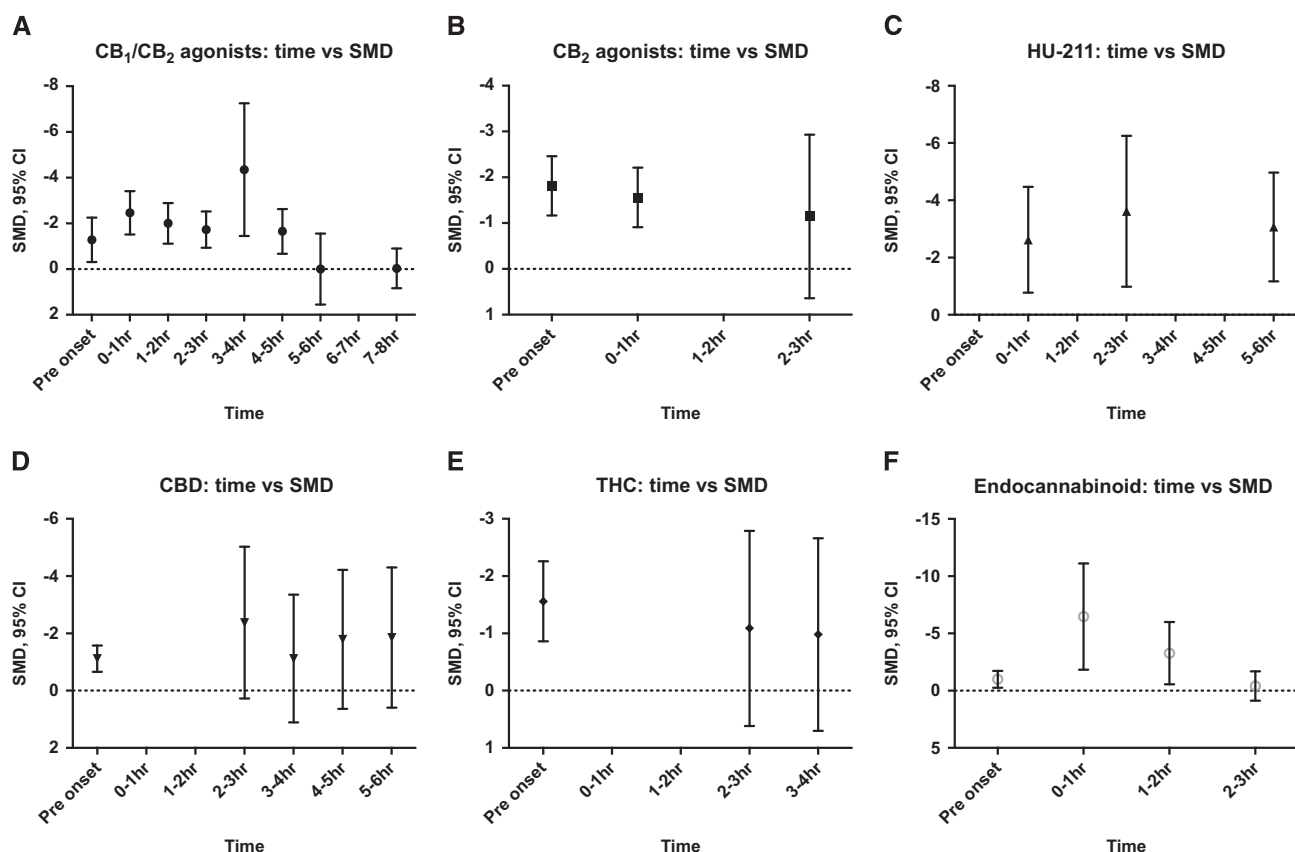 A
CB1/CB2 agonists: time vs SMD
SMD, 95% CI
-8
-6
-4
-2
0
2
Pre onset
0-1hr
1-2hr
2-3hr
3-4hr
4-5hr
5-6hr
6-7hr
7-8hr
Time
B
CB2 agonists: time vs SMD
SMD, 95% CI
-4
-3
-2
-1
0
1
Pre onset
0-1hr
1-2hr
2-3hr
Time
C
HU-211: time vs SMD
SMD, 95% CI
-8
-6
-4
-2
0
Pre onset
0-1hr
1-2hr
2-3hr
3-4hr
4-5hr
5-6hr
Time
D
CBD: time vs SMD
SMD, 95% CI
-6
-4
-2
0
2
Pre onset
0-1hr
1-2hr
2-3hr
3-4hr
4-5hr
5-6hr
Time
E
THC: time vs SMD
SMD, 95% CI
-3
-2
-1
0
1
Pre onset
0-1hr
1-2hr
2-3hr
3-4hr
Time
F
Endocannabinoid: time vs SMD
SMD, 95% CI
-15
-10
-5
0
5
Pre onset
0-1hr
1-2hr
2-3hr
Time